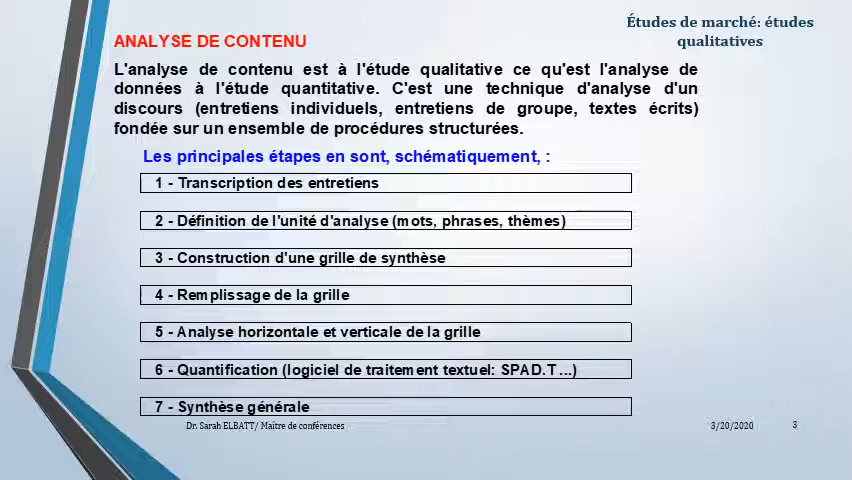 Études de marché: études
qualitatives
ANALYSE DE CONTENU
L'analyse de contenu est à l'étude qualitative ce qu'est l'analyse de
données à l'étude quantitative. C'est une technique d'analyse d'un
discours (entretiens individuels, entretiens de groupe, textes écrits)
fondée sur un ensemble de procédures structurées.
Les principales étapes en sont, schématiquement, :
1 - Transcription des entretiens
2 - Définition de l'unité d'analyse (mots, phrases, thèmes)
3 - Construction d'une grille de synthèse
4 - Remplissage de la grille
5 - Analyse horizontale et verticale de la grille
6 - Quantification (logiciel de traitement textuel: SPAD.T ...)
7 - Synthèse générale
Dr. Sarah ELBATT/ Maître de conférences 3/20/2020 3